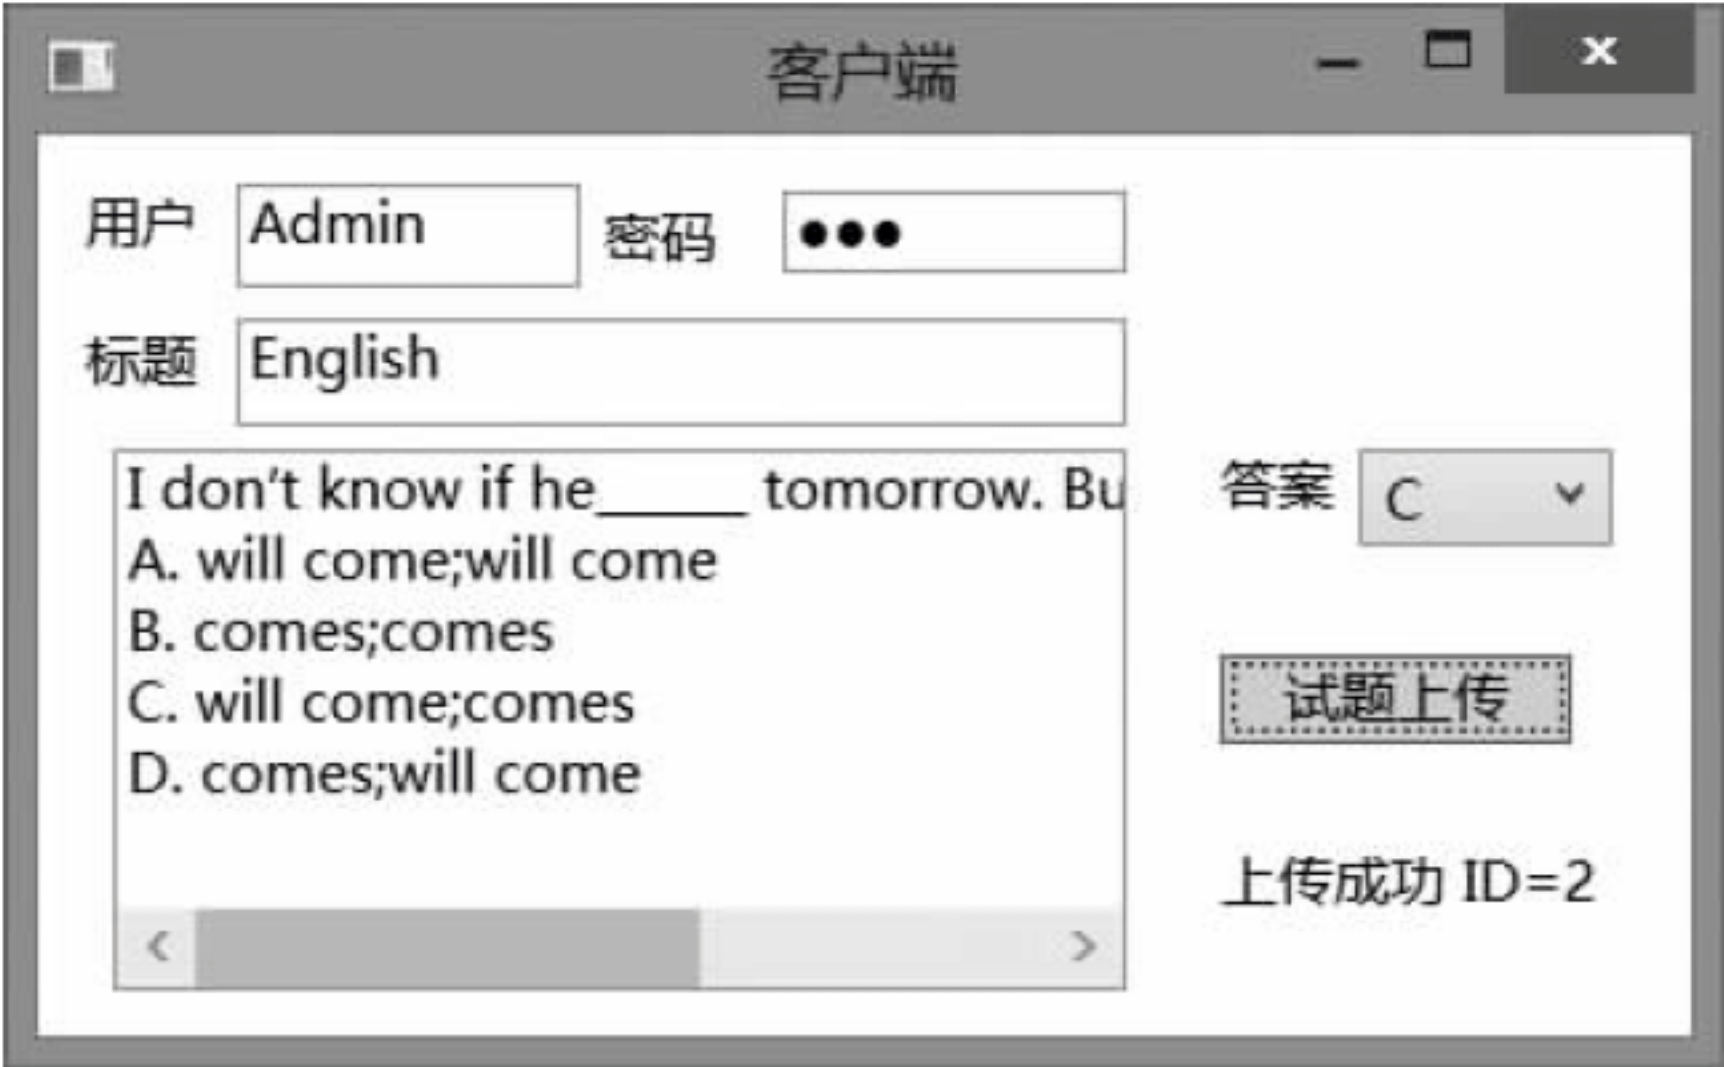 客户端
用户 Admin 密码 ●●●
标题 English
I don't know if he______ tomorrow. Bu
A. will come;will come
B. comes;comes
C. will come;comes
D. comes;will come
答案 C
试题上传
上传成功 ID=2